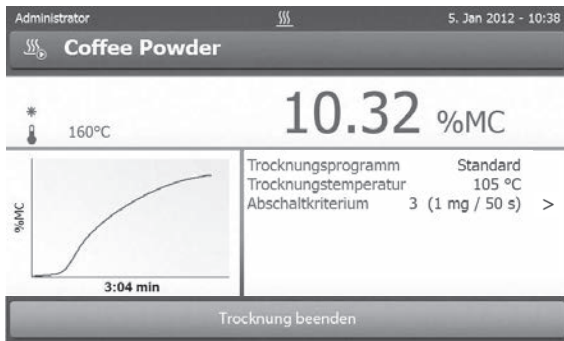 Administrator 5. Jan 2012 - 10:38
Coffee Powder
160°C
10.32 %MC
Trocknungsprogramm Standard
Trocknungstemperatur 105 °C
Abschaltkriterium 3 (1 mg / 50 s) >
%MC
3:04 min
Trocknung beenden